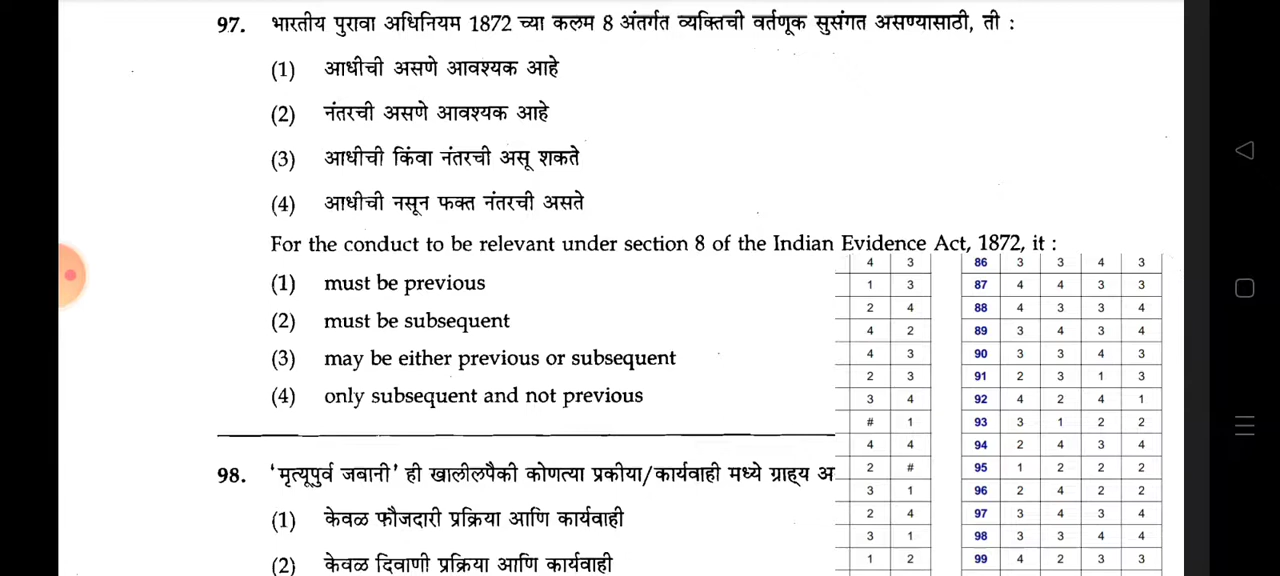 97. भारतीय पुरावा अधिनियम 1872 च्या कलम 8 अंतर्गत व्यक्तिची वर्तणूक सुसंगत असण्यासाठी, ती :
(1) आधीची असणे आवश्यक आहे
(2) नंतरची असणे आवश्यक आहे
(3) आधीची किंवा नंतरची असू शकते
(4) आधीची नसून फक्त नंतरची असते
For the conduct to be relevant under section 8 of the Indian Evidence Act, 1872, it :
(1) must be previous
(2) must be subsequent
(3) may be either previous or subsequent
(4) only subsequent and not previous
98. 'मृत्यूपुर्व जबानी' ही खालीलपैकी कोणत्या प्रकीया/कार्यवाही मध्ये ग्राह्य अ
(1) केवळ फौजदारी प्रक्रिया आणि कार्यवाही
(2) केवळ दिवाणी प्रक्रिया आणि कार्यवाही
4 3 86 3 3 4 3
1 3 87 4 4 3 3
2 4 88 4 3 3 4
4 2 89 3 4 3 4
4 3 90 3 3 4 3
2 3 91 2 3 1 3
3 4 92 4 2 4 1
# 1 93 3 1 2 2
4 4 94 2 4 3 4
2 # 95 1 2 2 2
3 1 96 2 4 2 2
2 4 97 3 4 3 4
3 1 98 3 3 4 4
1 2 99 4 2 3 3